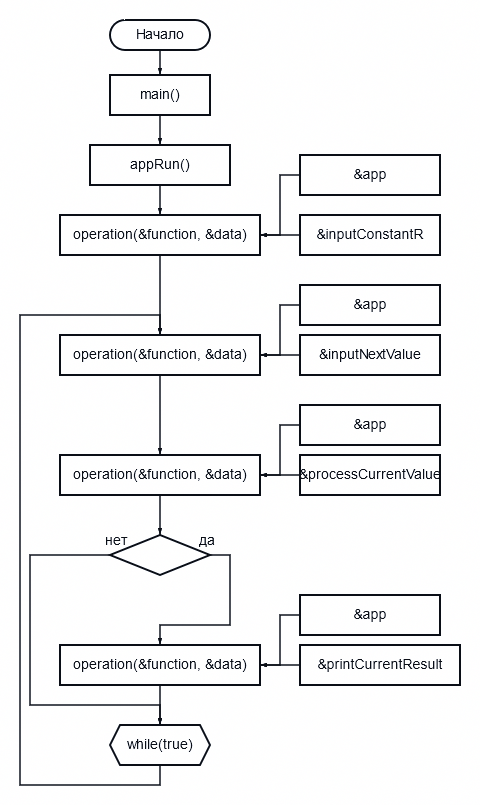 Начало
main()
appRun()
&app
operation(&function, &data)
&inputConstantR
&app
operation(&function, &data)
&inputNextValue
&app
operation(&function, &data)
&processCurrentValue
нет
да
&app
operation(&function, &data)
&printCurrentResult
while(true)